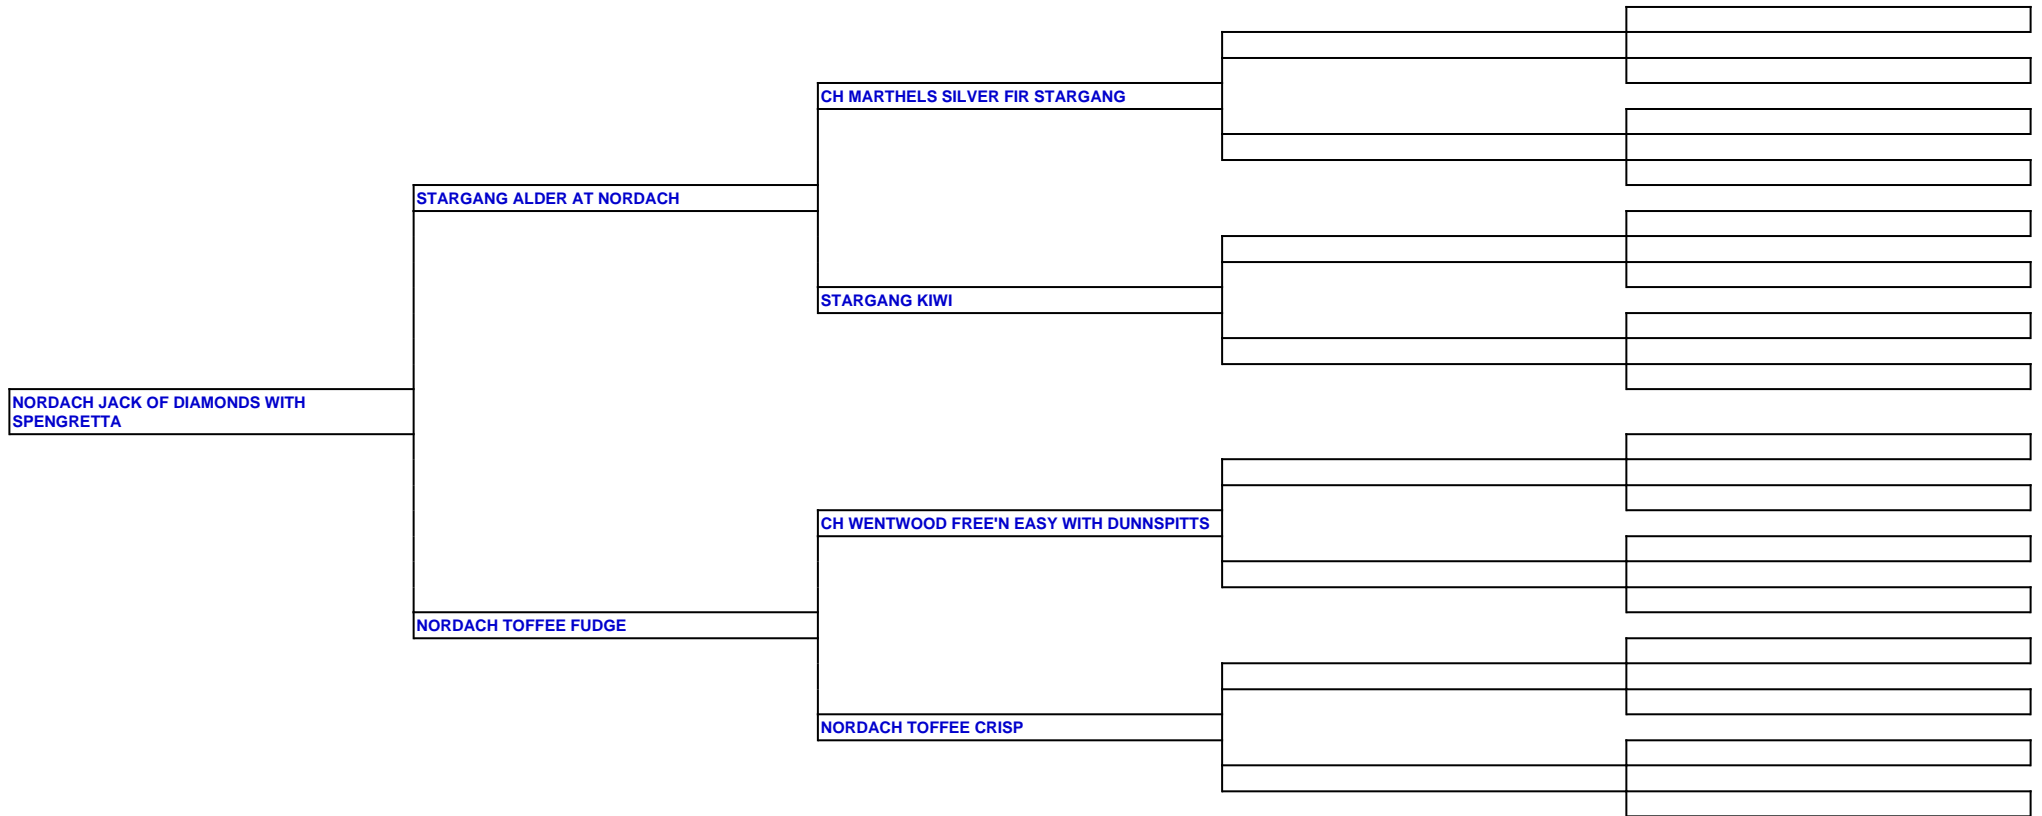 CH MARTHELS SILVER FIR STARGANG
STARGANG ALDER AT NORDACH
STARGANG KIWI
NORDACH JACK OF DIAMONDS WITH
SPENGRETTA
CH WENTWOOD FREE'N EASY WITH DUNNSPITTS
NORDACH TOFFEE FUDGE
NORDACH TOFFEE CRISP